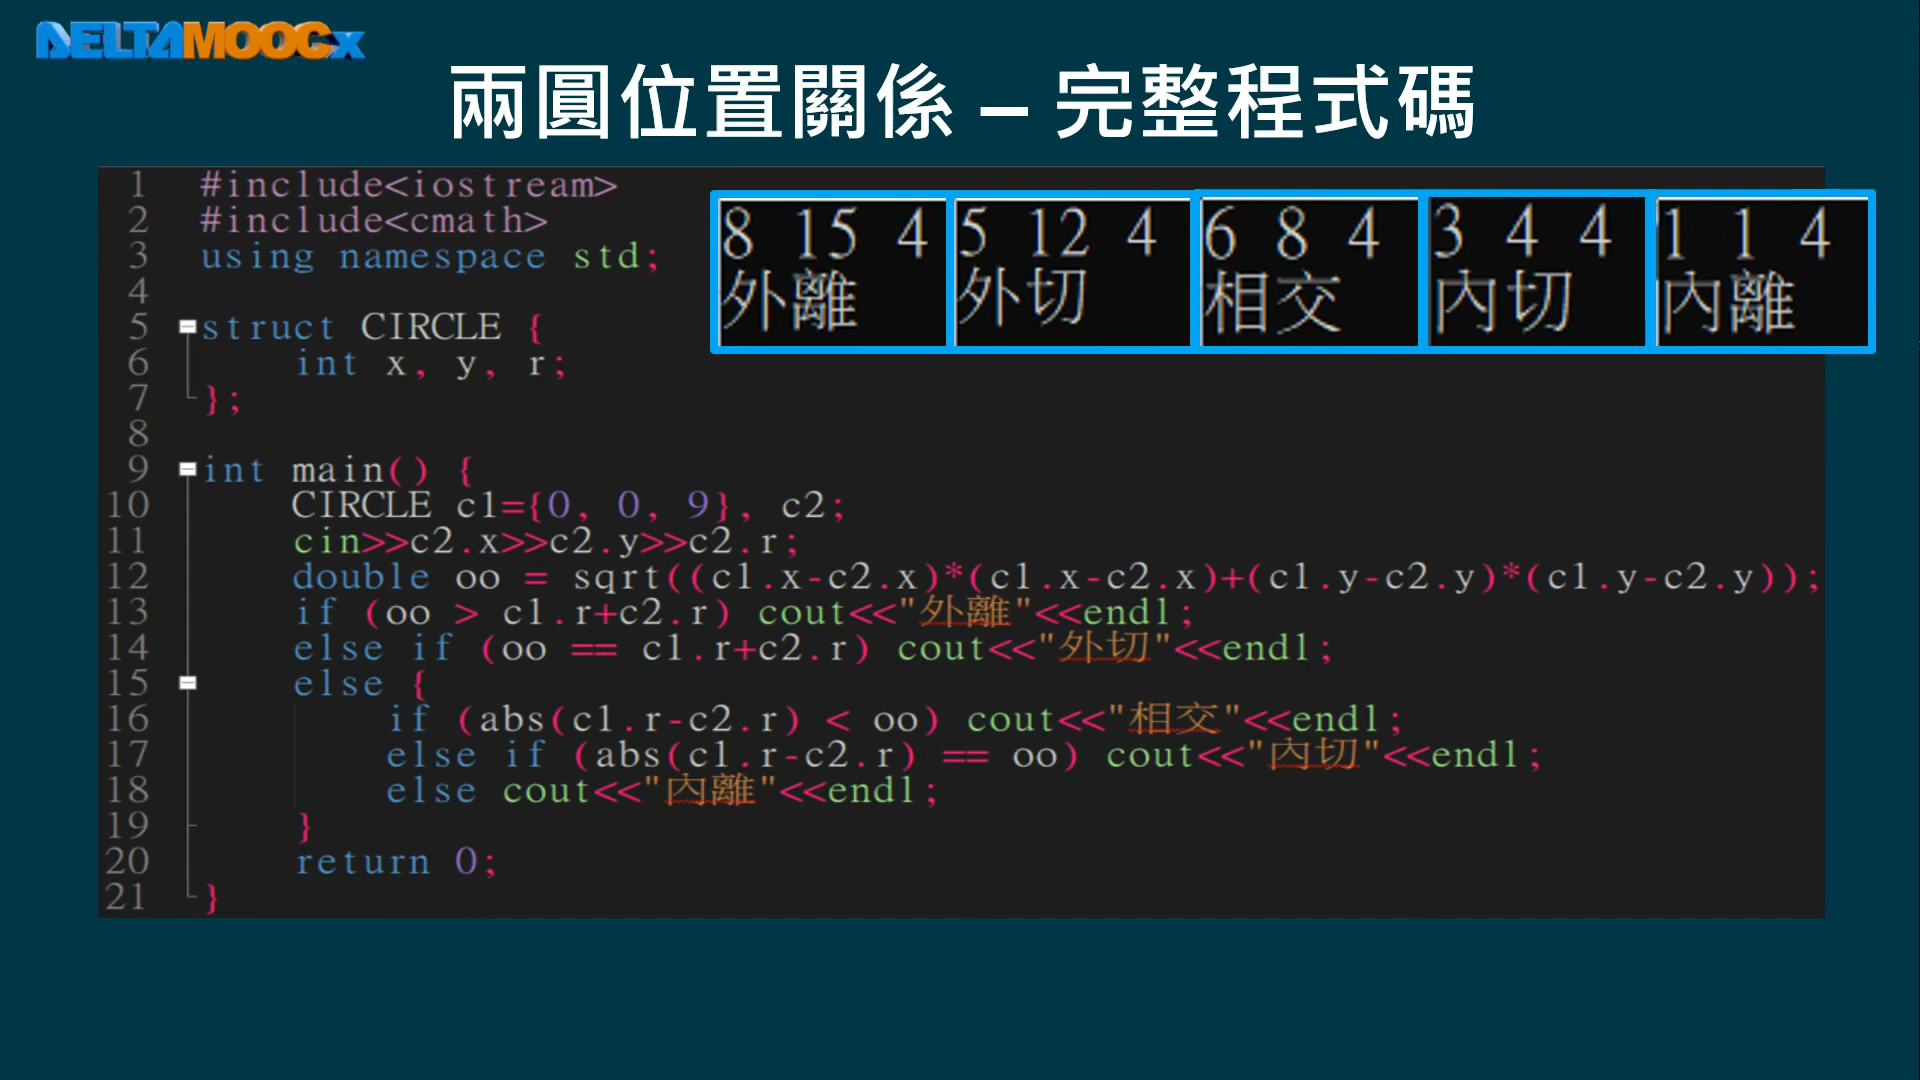 DELTAMOOCx
兩圓位置關係 – 完整程式碼
8 15 4
外離
5 12 4
外切
6 8 4
相交
3 4 4
內切
1 1 4
內離
1 #include<iostream>
2 #include<cmath>
3 using namespace std;
4
5 struct CIRCLE {
6 int x, y, r;
7 };
8
9 int main() {
10 CIRCLE c1={0, 0, 9}, c2;
11 cin>>c2.x>>c2.y>>c2.r;
12 double oo = sqrt((c1.x-c2.x)*(c1.x-c2.x)+(c1.y-c2.y)*(c1.y-c2.y));
13 if (oo > c1.r+c2.r) cout<<"外離"<<endl;
14 else if (oo == c1.r+c2.r) cout<<"外切"<<endl;
15 else {
16 if (abs(c1.r-c2.r) < oo) cout<<"相交"<<endl;
17 else if (abs(c1.r-c2.r) == oo) cout<<"內切"<<endl;
18 else cout<<"內離"<<endl;
19 }
20 return 0;
21 }